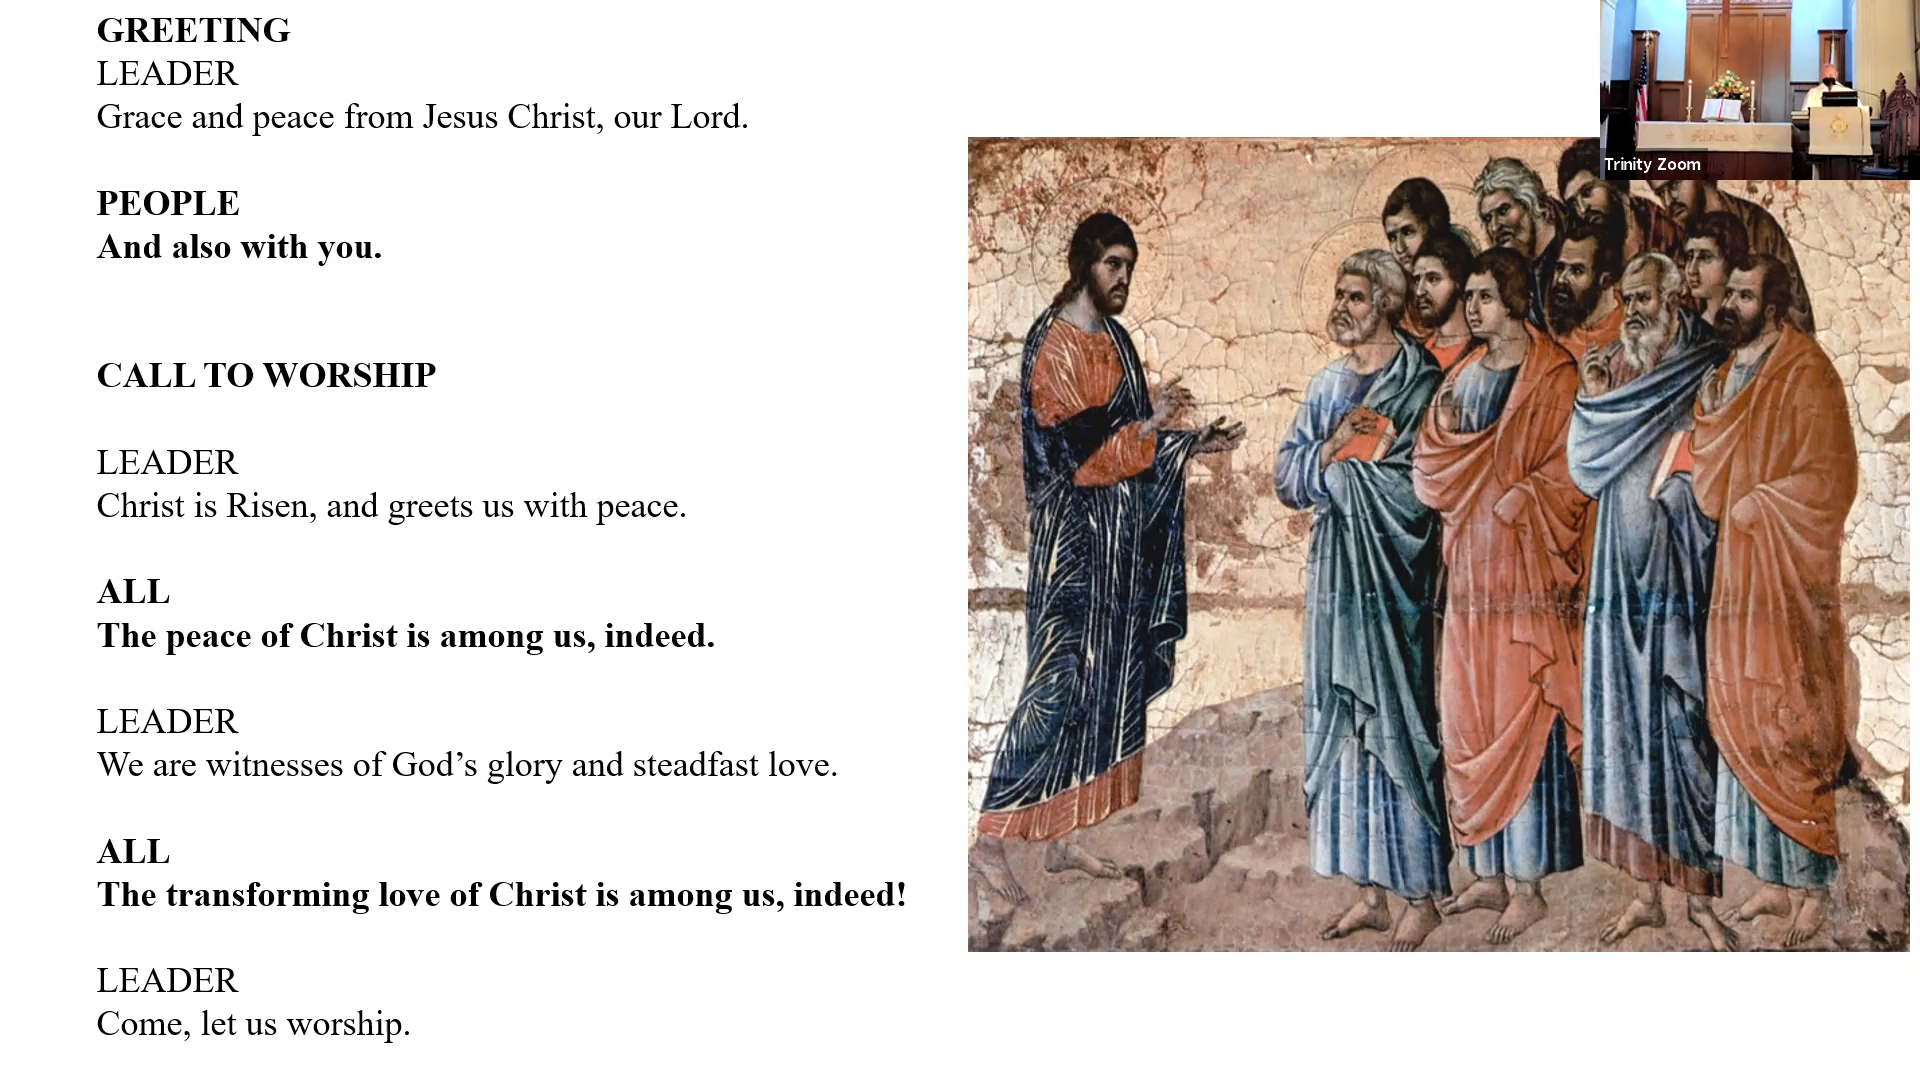 GREETING
LEADER
Grace and peace from Jesus Christ, our Lord.
PEOPLE
And also with you.
CALL TO WORSHIP
LEADER
Christ is Risen, and greets us with peace.
ALL
The peace of Christ is among us, indeed.
LEADER
We are witnesses of God’s glory and steadfast love.
ALL
The transforming love of Christ is among us, indeed!
LEADER
Come, let us worship.
Trinity Zoom